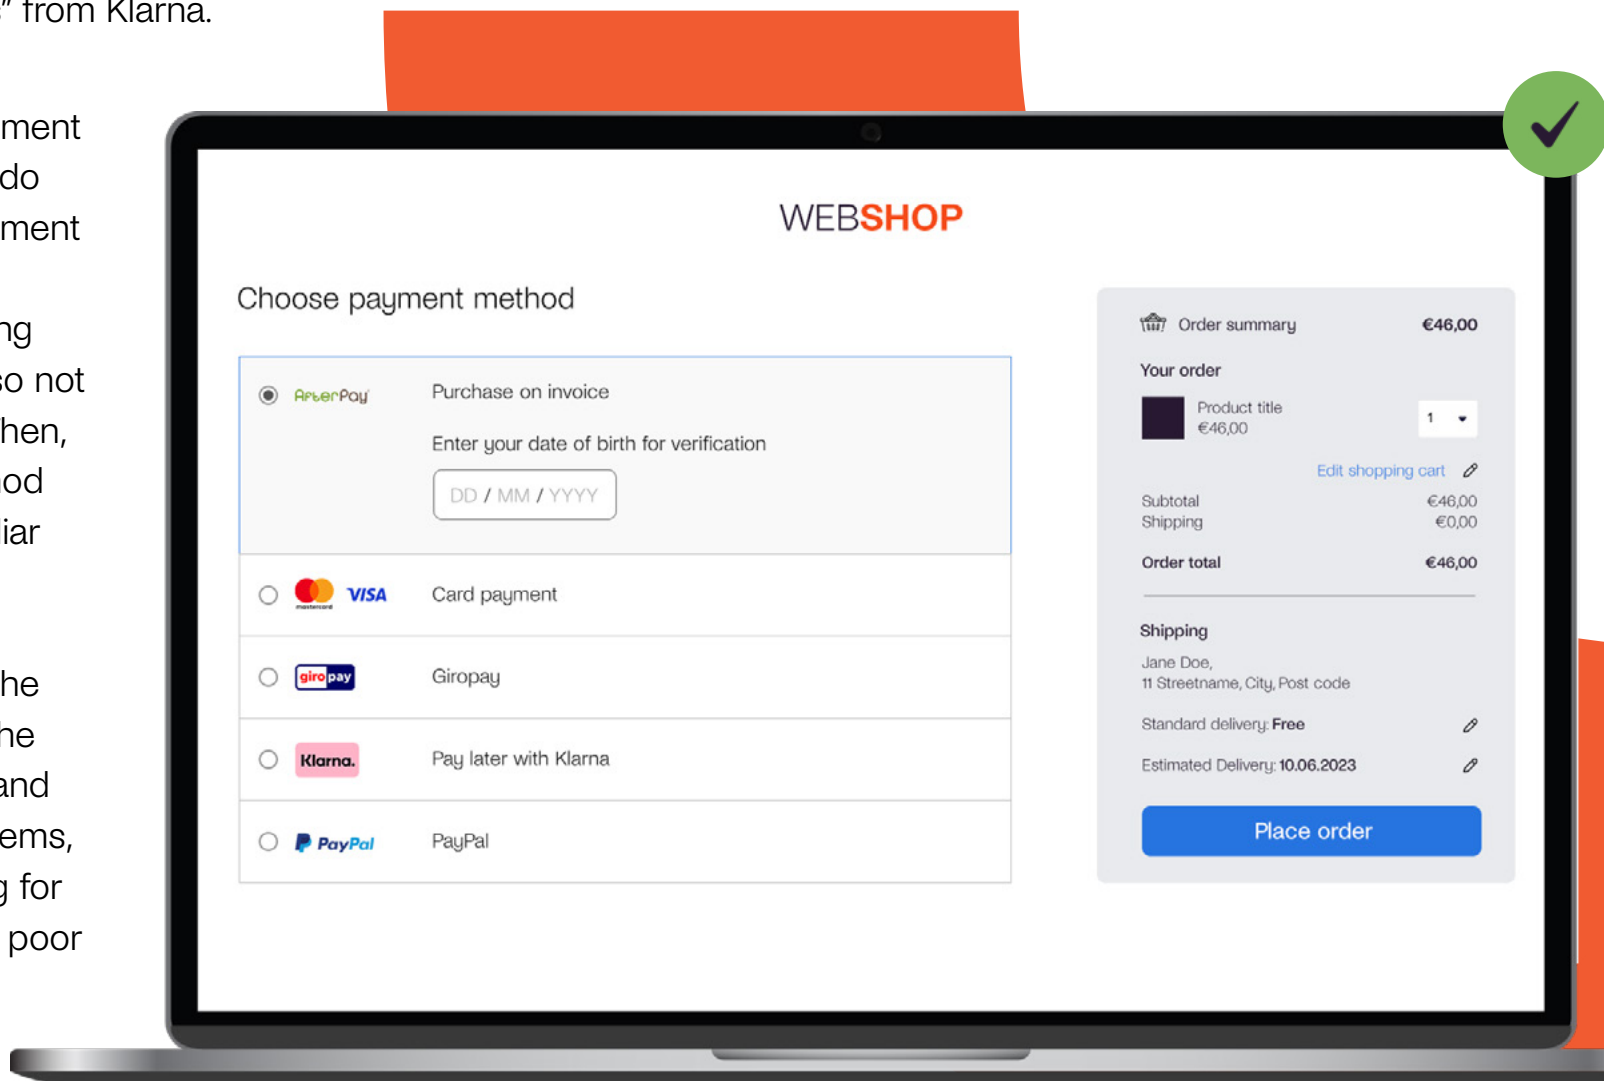 ” from Klarna.
ment
do
ment
ng
so not
hen,
nod
liar
he
he
and
ems,
g for
poor
WEBSHOP
Choose payment method
AfterPay
Purchase on invoice
Enter your date of birth for verification
DD / MM / YYYY
mastercard VISA Card payment
giropay Giropay
Klarna. Pay later with Klarna
PayPal PayPal
Order summary €46,00
Your order
Product title
€46,00
1
Edit shopping cart
Subtotal €46,00
Shipping €0,00
Order total €46,00
Shipping
Jane Doe,
11 Streetname, City, Post code
Standard delivery: Free
Estimated Delivery: 10.06.2023
Place order